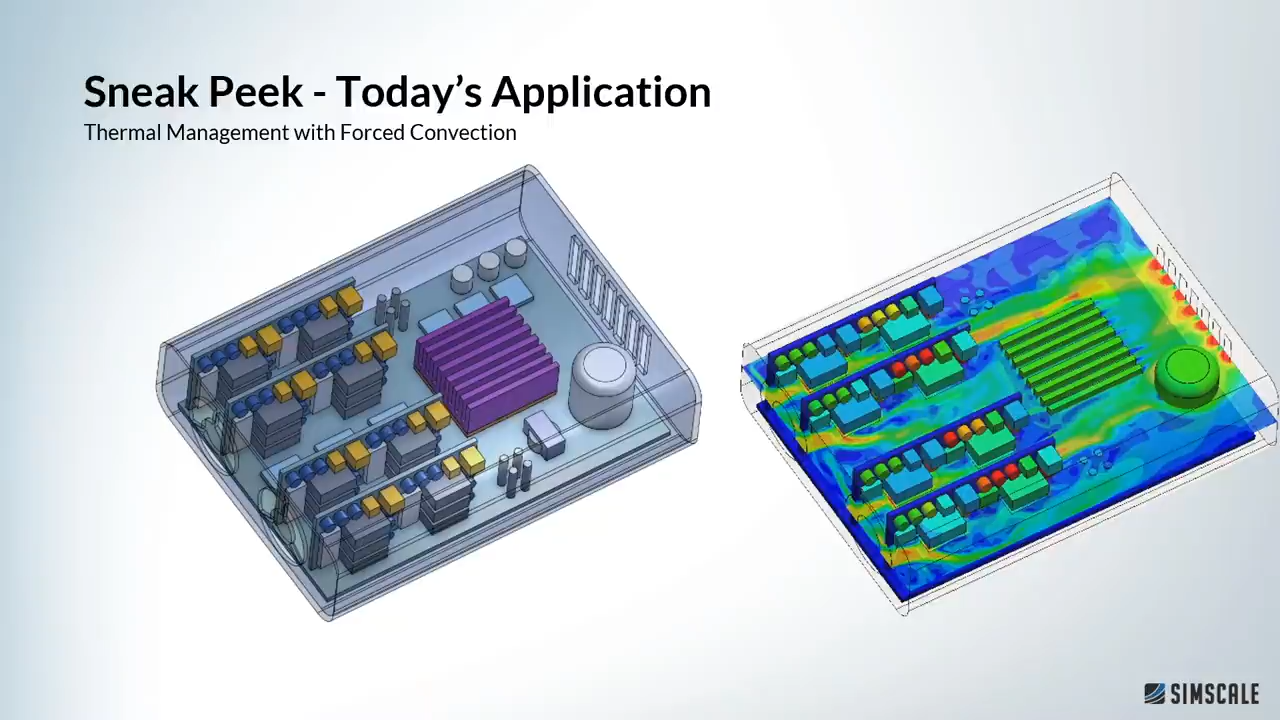 Sneak Peek - Today’s Application
Thermal Management with Forced Convection
SIMSCALE